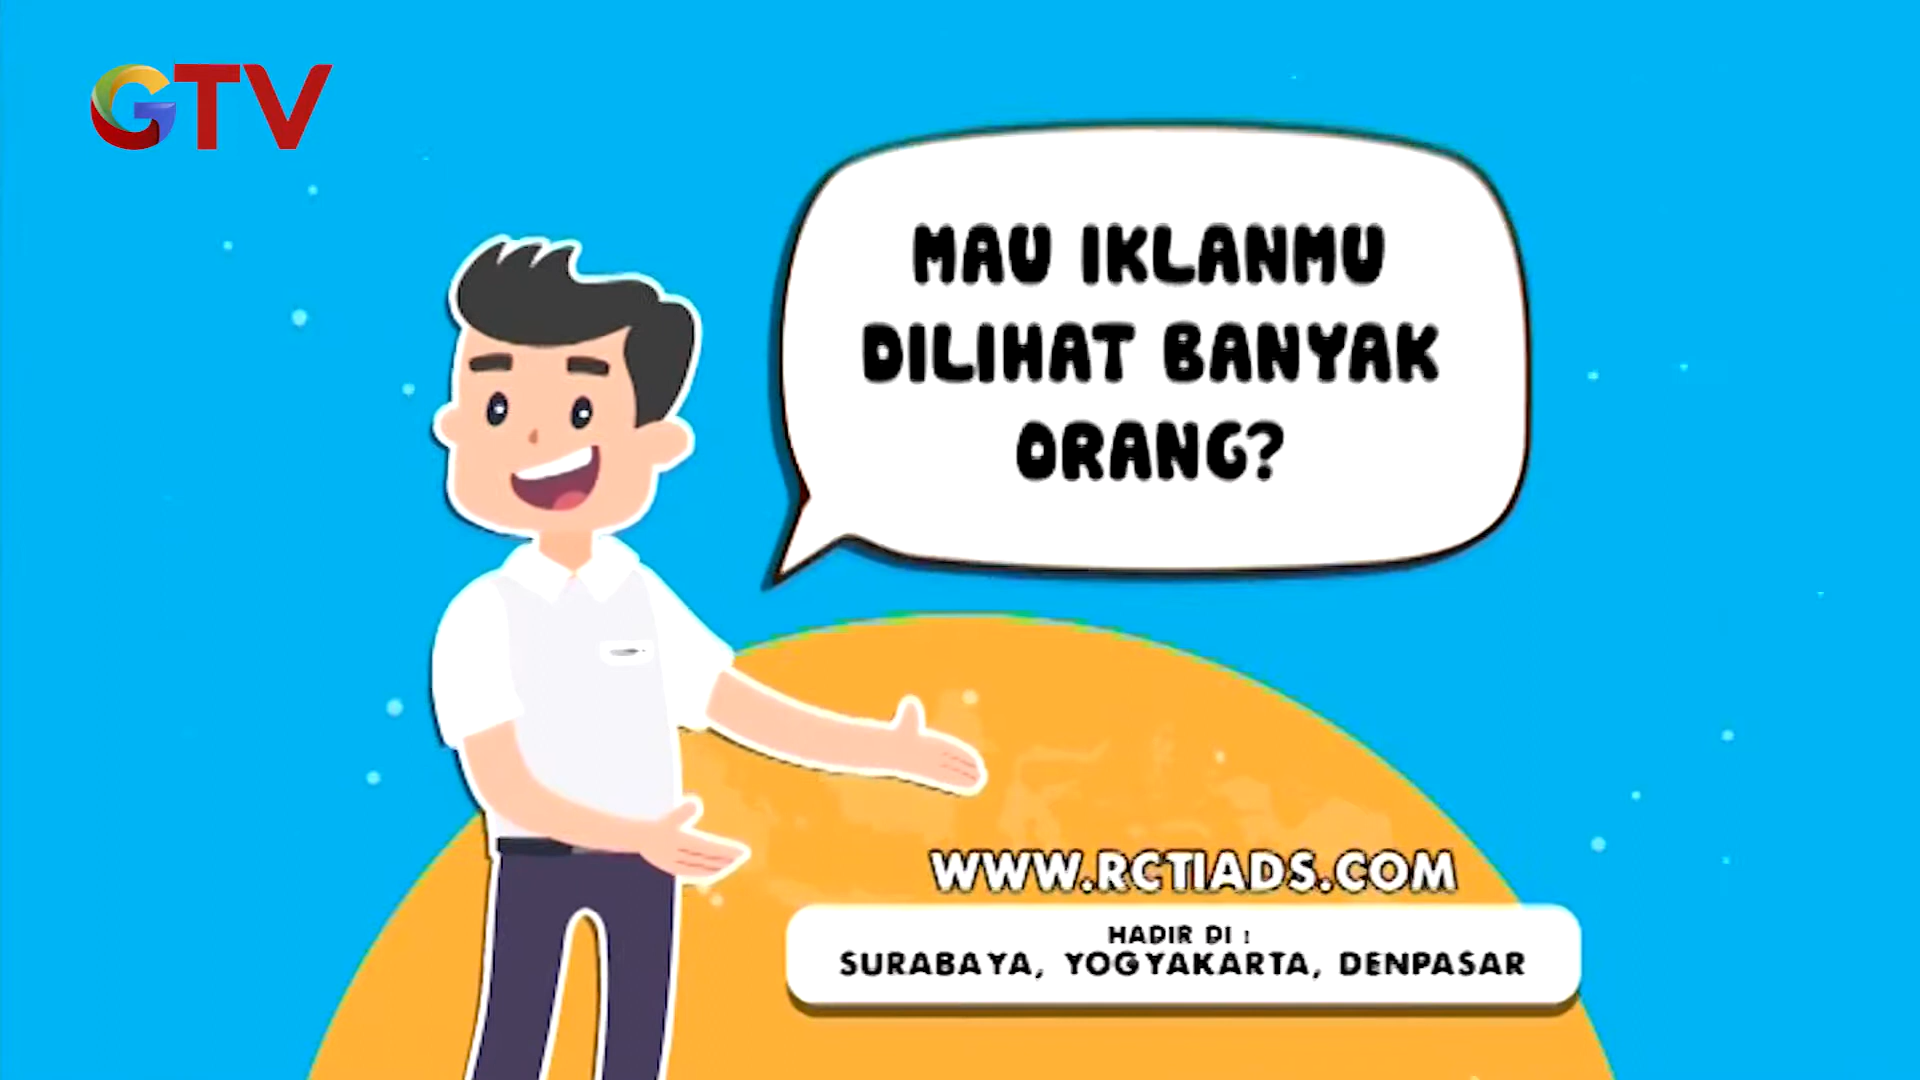 GTV
MAU IKLANMU
DILIHAT BANYAK
ORANG?
WWW.RCTIADS.COM
HADIR DI :
SURABAYA, YOGYAKARTA, DENPASAR